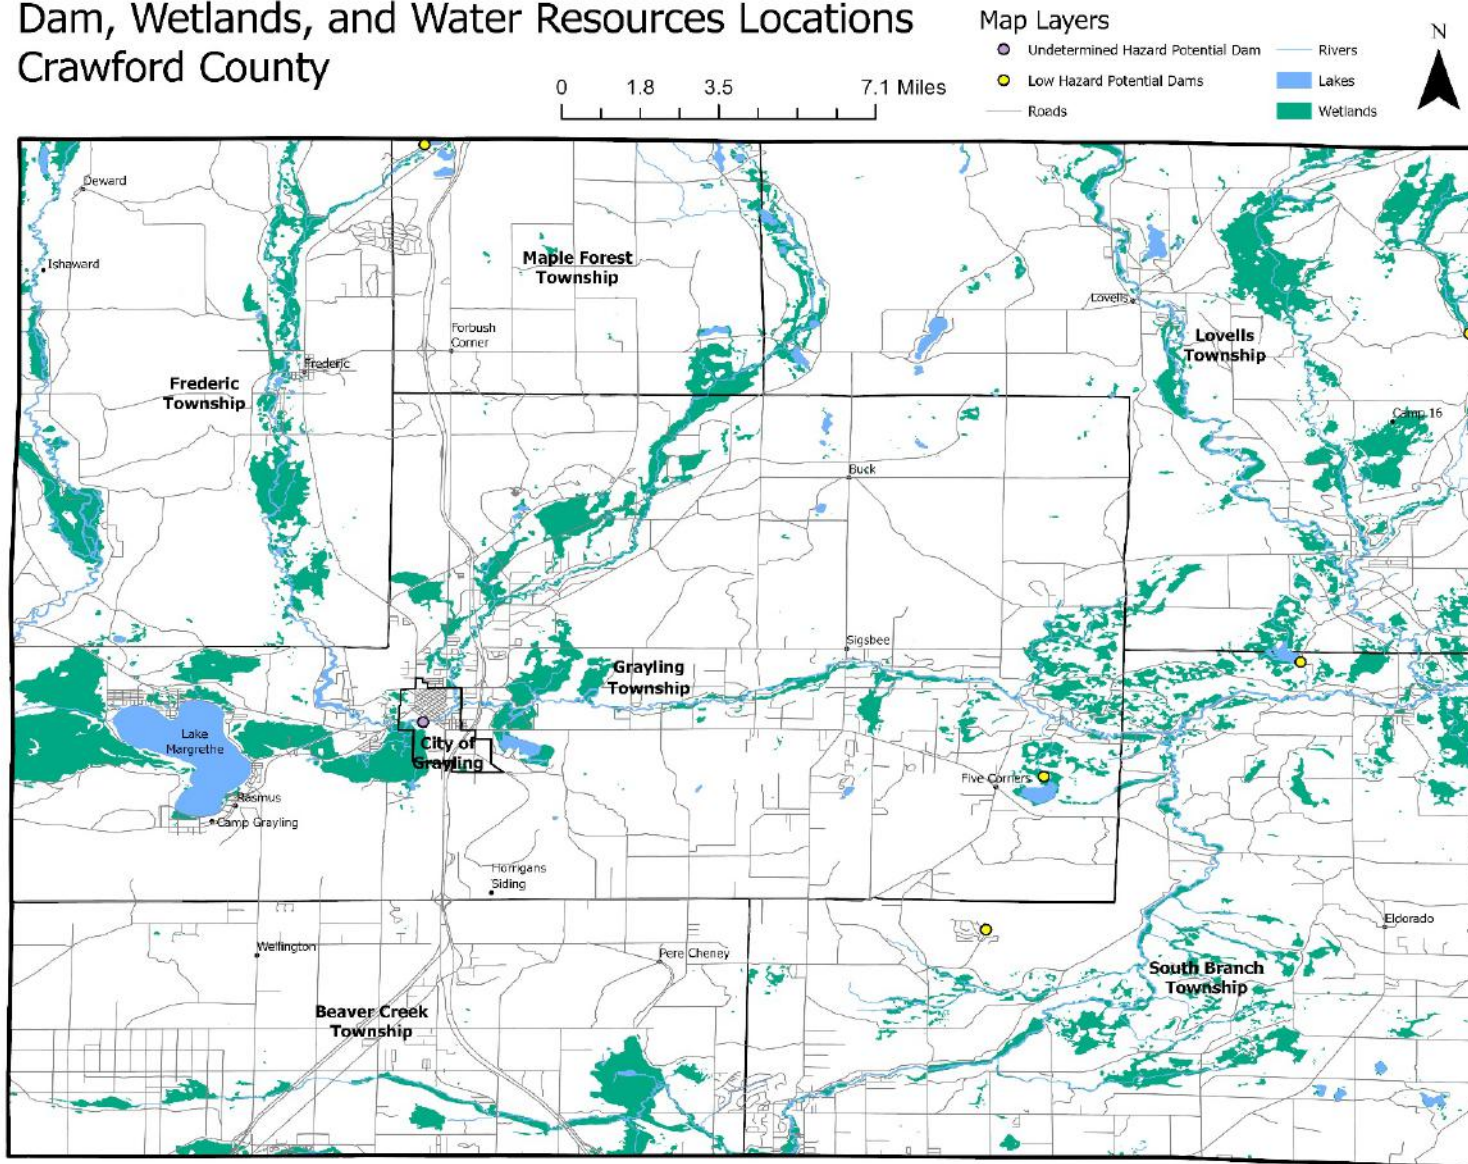 Dam, Wetlands, and Water Resources Locations
Crawford County
0 1.8 3.5 7.1 Miles
Map Layers
Undetermined Hazard Potential Dam
Low Hazard Potential Dams
Roads
Rivers
Lakes
Wetlands
N
Deward
Ishaward
Maple Forest
Township
Forbush
Corner
Frederic
Frederic
Township
Lovells
Lovells
Township
Camp 16
Buck
Sigsbee
Grayling
Township
Lake
Margrethe
City of
Grayling
Five Corners
Rasmus
Camp Grayling
Horrigans
Siding
Eldorado
Wellington
Pere Cheney
South Branch
Township
Beaver Creek
Township